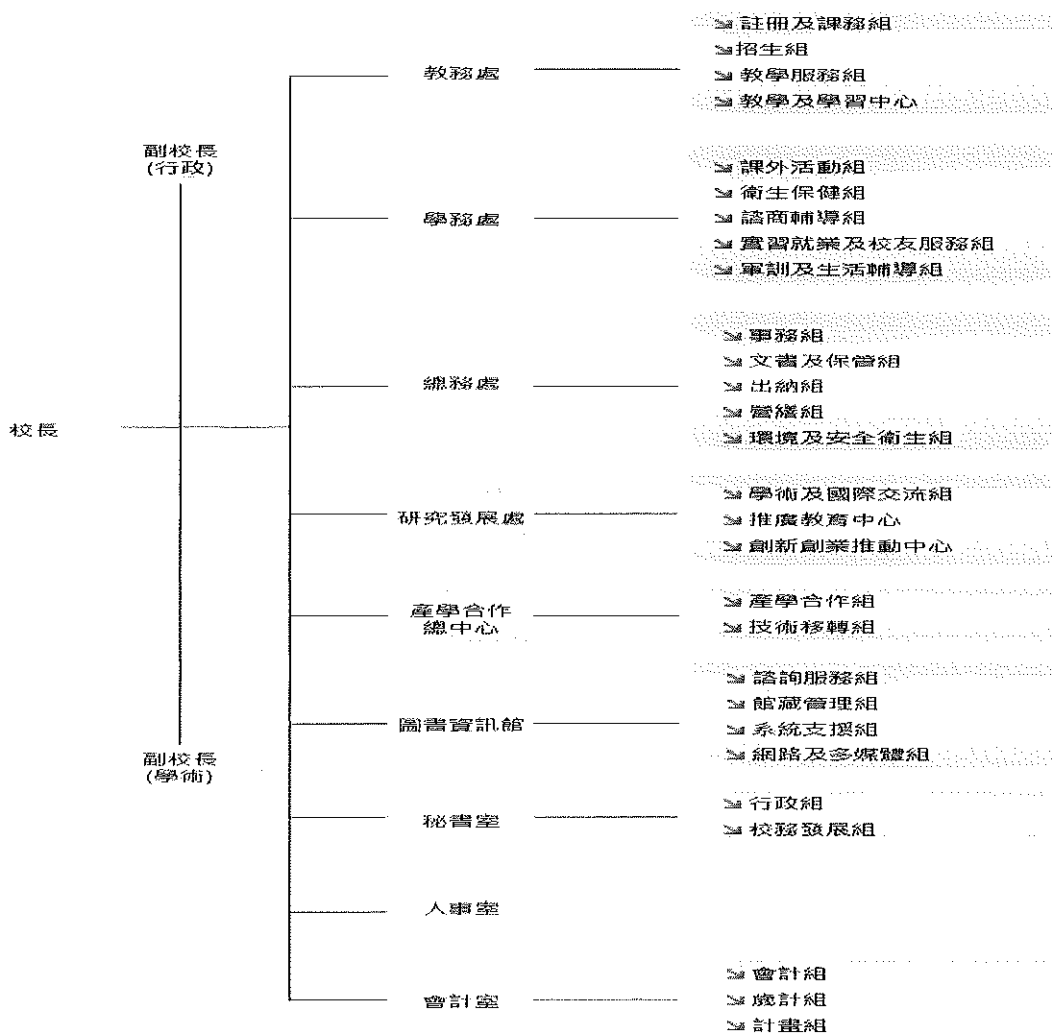 校長
副校長
(行政)
副校長
(學術)
教務處
註冊及課務組
招生組
教學服務組
教學及學習中心
學務處
課外活動組
衛生保健組
諮商輔導組
實習就業及校友服務組
軍訓及生活輔導組
總務處
事務組
文書及保管組
出納組
營繕組
環境及安全衛生組
研究發展處
學術及國際交流組
推廣教育中心
創新創業推動中心
產學合作
總中心
產學合作組
技術移轉組
圖書資訊館
諮詢服務組
館藏管理組
系統支援組
網路及多媒體組
秘書室
行政組
校務發展組
人事室
會計室
會計組
歲計組
計畫組